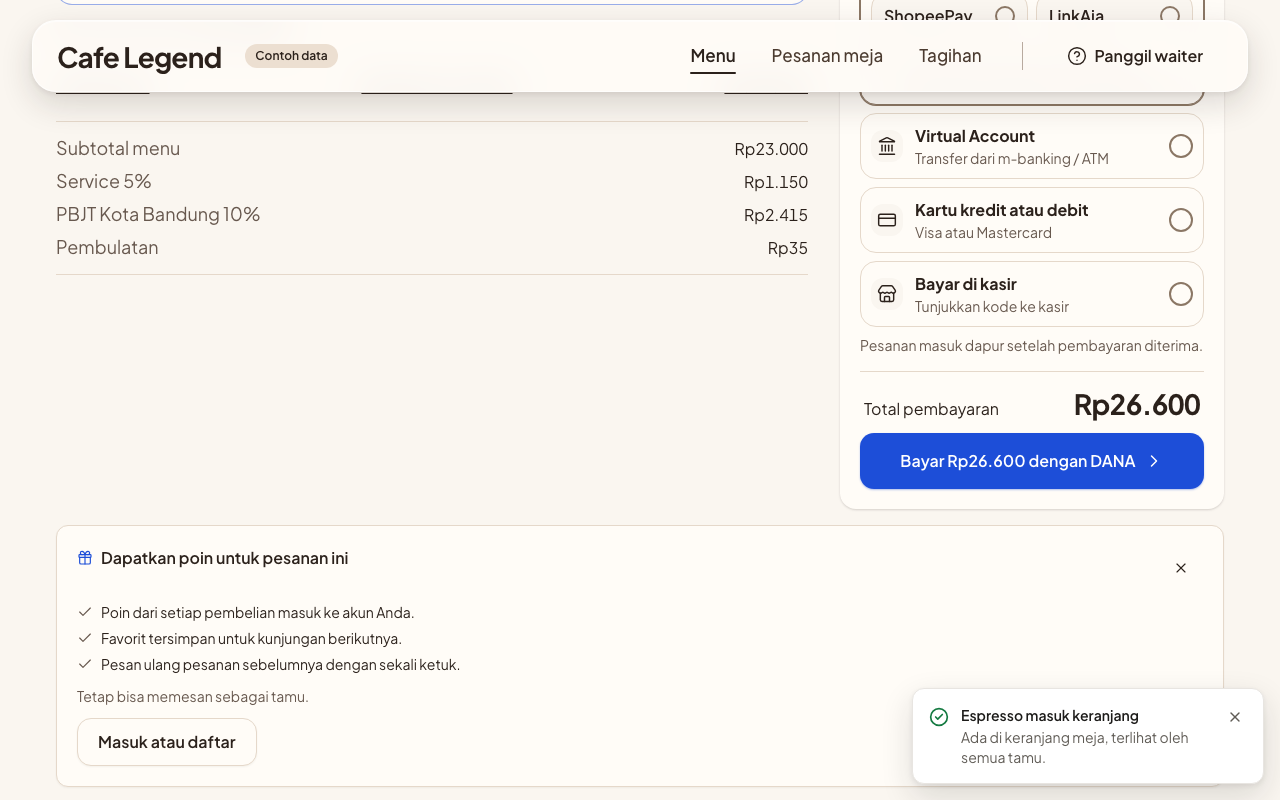 ShopeePay
LinkAja
Cafe Legend
Contoh data
Menu
Pesanan meja
Tagihan
Panggil waiter
Subtotal menu Rp23.000
Service 5% Rp1.150
PBJT Kota Bandung 10% Rp2.415
Pembulatan Rp35
Virtual Account
Transfer dari m-banking / ATM
Kartu kredit atau debit
Visa atau Mastercard
Bayar di kasir
Tunjukkan kode ke kasir
Pesanan masuk dapur setelah pembayaran diterima.
Total pembayaran Rp26.600
Bayar Rp26.600 dengan DANA
Dapatkan poin untuk pesanan ini
Poin dari setiap pembelian masuk ke akun Anda.
Favorit tersimpan untuk kunjungan berikutnya.
Pesan ulang pesanan sebelumnya dengan sekali ketuk.
Tetap bisa memesan sebagai tamu.
Masuk atau daftar
Espresso masuk keranjang
Ada di keranjang meja, terlihat oleh
semua tamu.